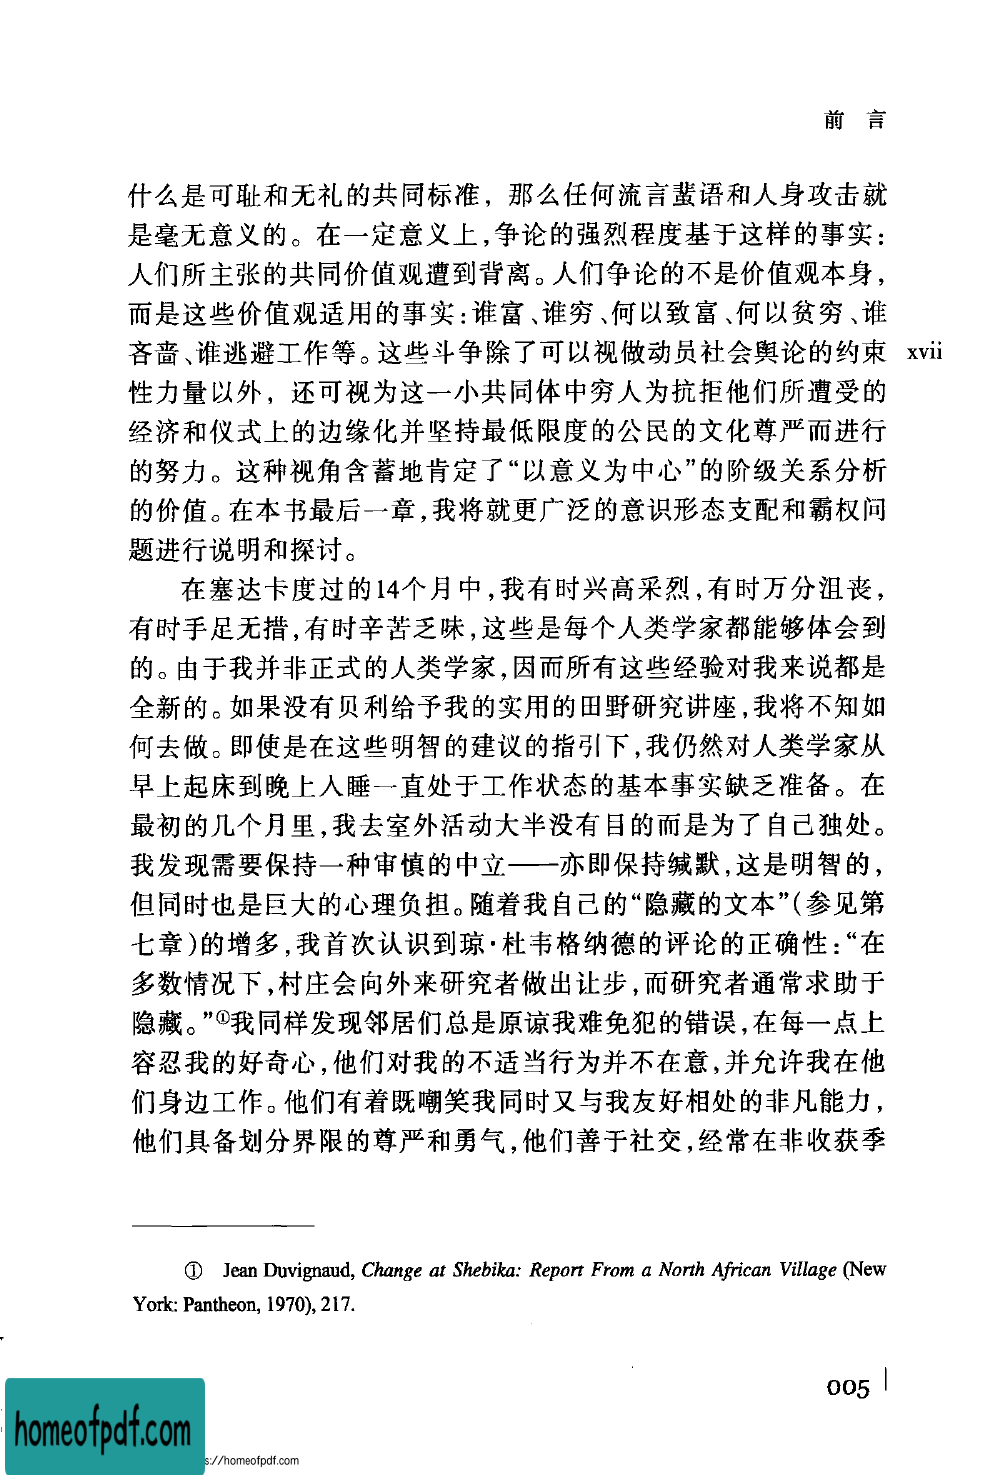 前 言
什么是可耻和无礼的共同标准，那么任何流言蜚语和人身攻击就
是毫无意义的。在一定意义上，争论的强烈程度基于这样的事实：
人们所主张的共同价值观遭到背离。人们争论的不是价值观本身，
而是这些价值观适用的事实：谁富、谁穷、何以致富、何以贫穷、谁
吝啬、谁逃避工作等。这些斗争除了可以视做动员社会舆论的约束 xvii
性力量以外，还可视为这一小共同体中穷人为抗拒他们所遭受的
经济和仪式上的边缘化并坚持最低限度的公民的文化尊严而进行
的努力。这种视角含蓄地肯定了“以意义为中心”的阶级关系分析
的价值。在本书最后一章，我将就更广泛的意识形态支配和霸权问
题进行说明和探讨。
在塞达卡度过的14个月中，我有时兴高采烈，有时万分沮丧，
有时手足无措，有时辛苦乏味，这些是每个人类学家都能够体会到
的。由于我并非正式的人类学家，因而所有这些经验对我来说都是
全新的。如果没有贝利给予我的实用的田野研究讲座，我将不知如
何去做。即使是在这些明智的建议的指引下，我仍然对人类学家从
早上起床到晚上入睡一直处于工作状态的基本事实缺乏准备。在
最初的几个月里，我去室外活动大半没有目的而是为了自己独处。
我发现需要保持一种审慎的中立——亦即保持缄默，这是明智的，
但同时也是巨大的心理负担。随着我自己的“隐藏的文本”（参见第
七章）的增多，我首次认识到琼·杜韦格纳德的评论的正确性：“在
多数情况下，村庄会向外来研究者做出让步，而研究者通常求助于
隐藏。”①我同样发现邻居们总是原谅我难免犯的错误，在每一点上
容忍我的好奇心，他们对我的不适当行为并不在意，并允许我在他
们身边工作。他们有着既嘲笑我同时又与我友好相处的非凡能力，
他们具备划分界限的尊严和勇气，他们善于社交，经常在非收获季
① Jean Duvignaud, Change at Shebika: Report From a North African Village (New
York: Pantheon, 1970), 217.
005
homeofpdf.com
s://homeofpdf.com